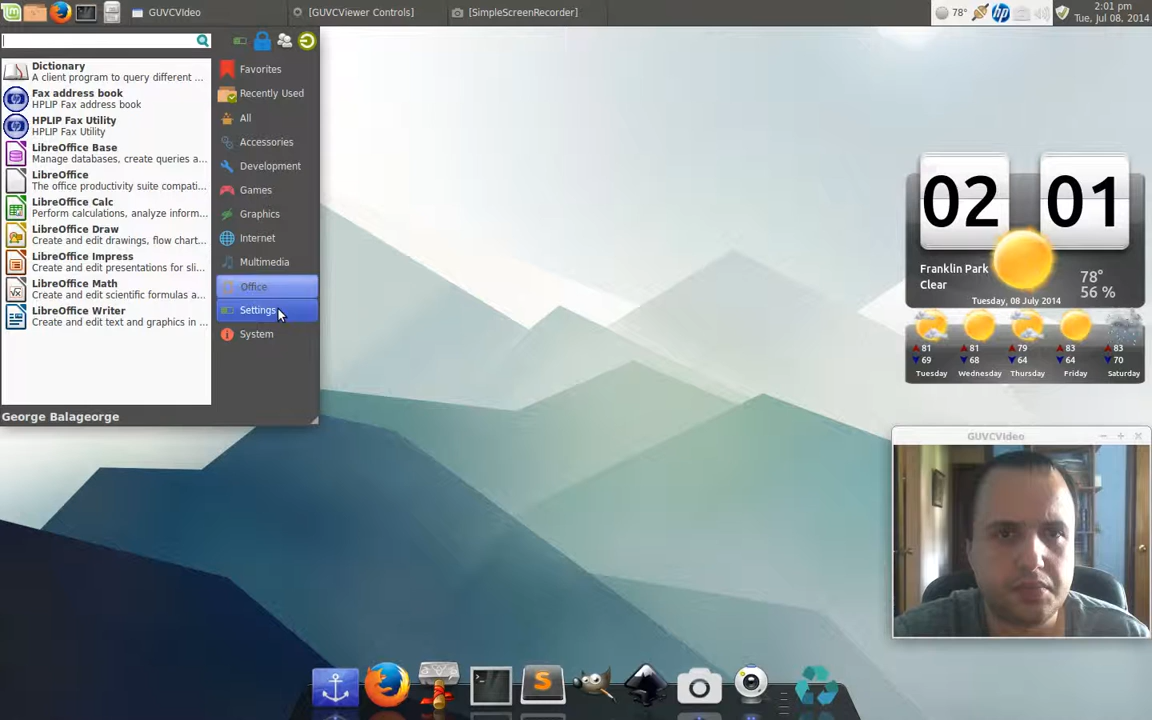 GUVCVIdeo
[GUVCViewer Controls]
[SimpleScreenRecorder]
78°
2:01 pm
Tue, Jul 08, 2014
Dictionary
A client program to query different ...
Fax address book
HPLIP Fax address book
HPLIP Fax Utility
HPLIP Fax Utility
LibreOffice Base
Manage databases, create queries a...
LibreOffice
The office productivity suite compati...
LibreOffice Calc
Perform calculations, analyze inform...
LibreOffice Draw
Create and edit drawings, flow chart...
LibreOffice Impress
Create and edit presentations for sli...
LibreOffice Math
Create and edit scientific formulas a...
LibreOffice Writer
Create and edit text and graphics in ...
George Balageorge
Favorites
Recently Used
All
Accessories
Development
Games
Graphics
Internet
Multimedia
Office
Settings
System
02 01
Franklin Park
Clear
78°
56 %
Tuesday, 08 July 2014
81 81 79 83 83
69 68 64 64 70
Tuesday Wednesday Thursday Friday Saturday
GUVCVIdeo